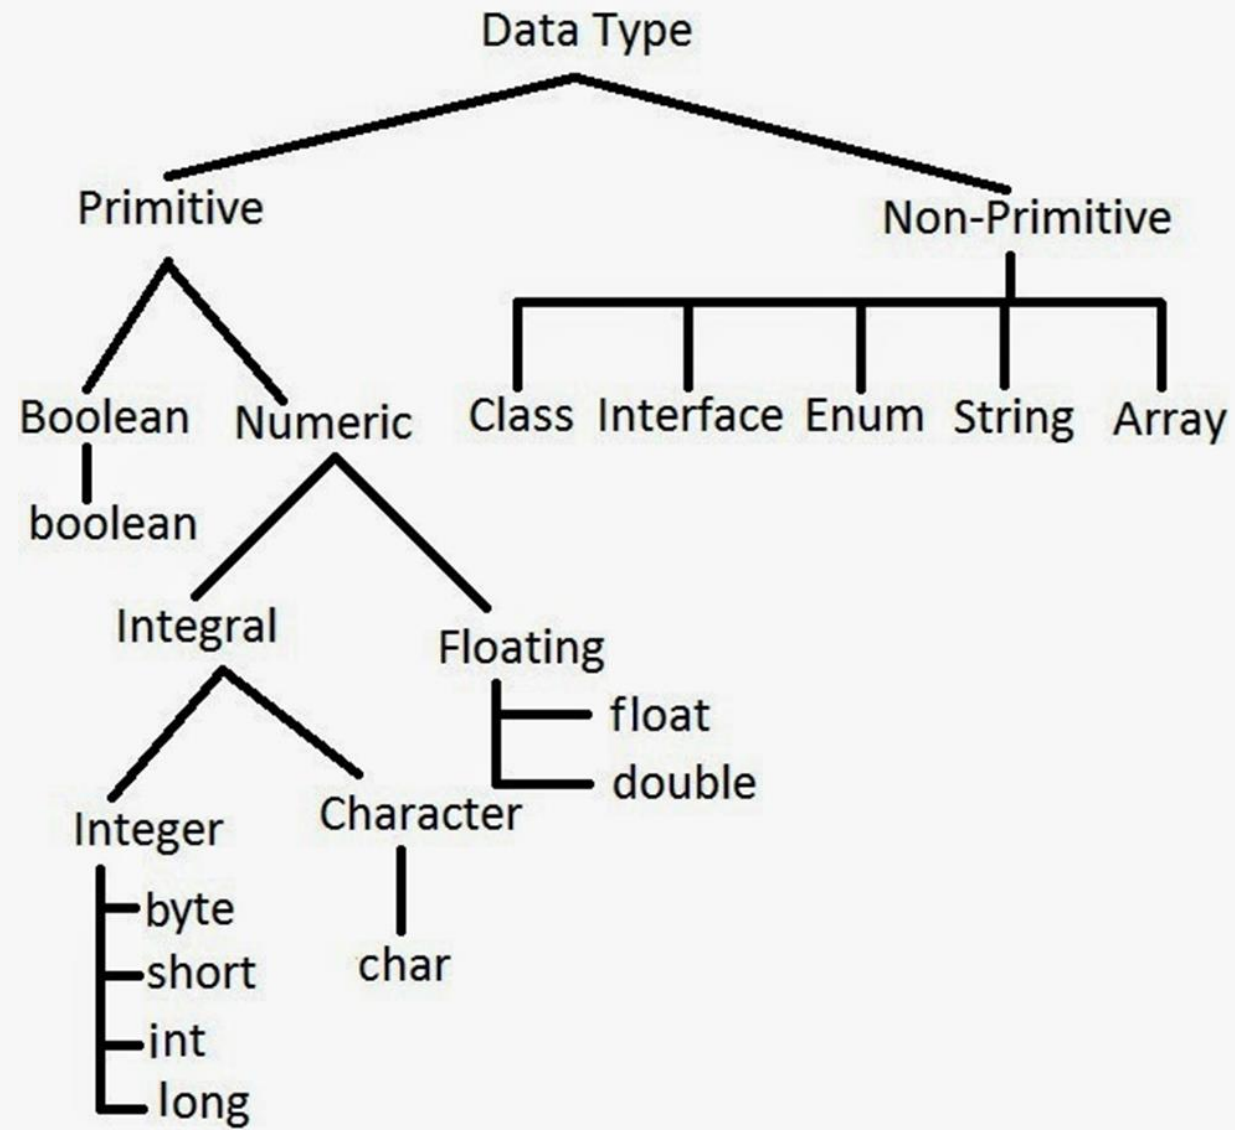 Data Type
Primitive
Non-Primitive
Boolean
Numeric
Class
Interface
Enum
String
Array
boolean
Integral
Floating
float
double
Integer
Character
byte
short
int
long
char